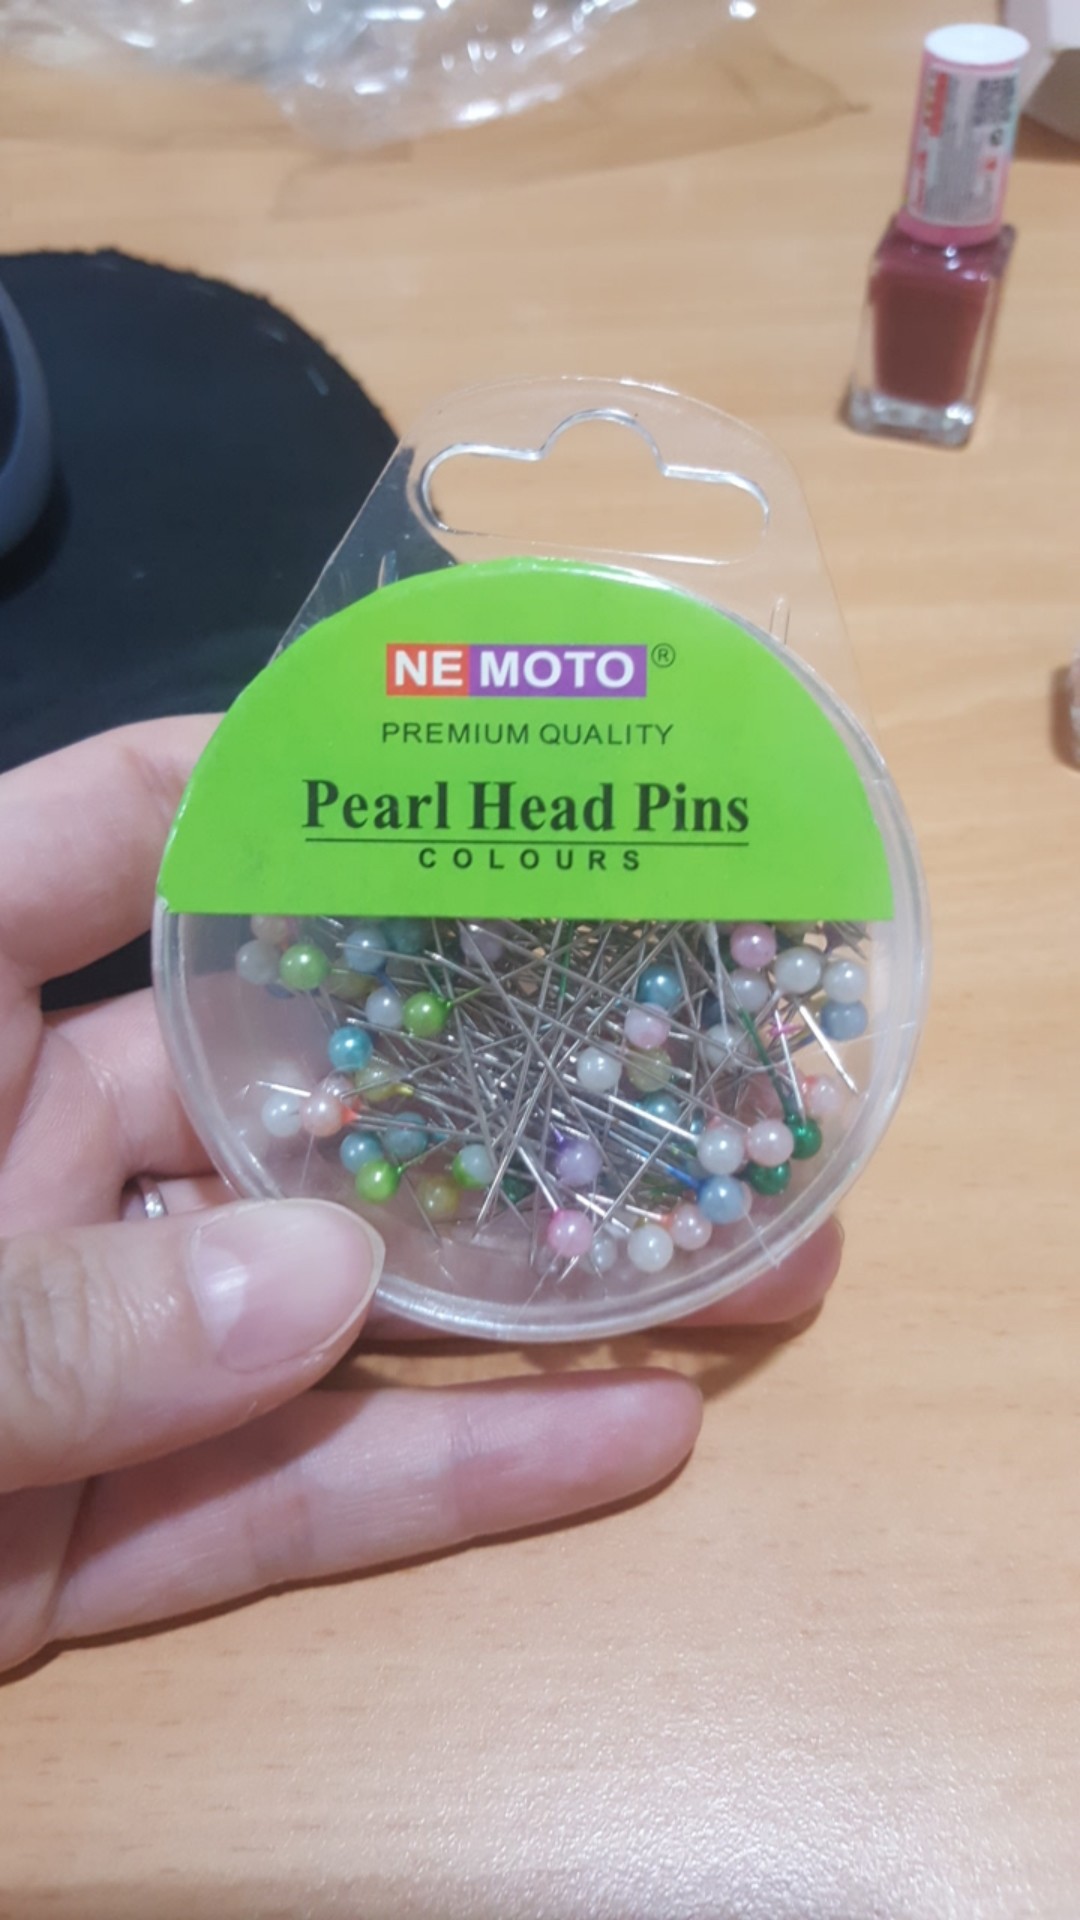 NE MOTO ®
PREMIUM QUALITY
Pearl Head Pins
COLOURS